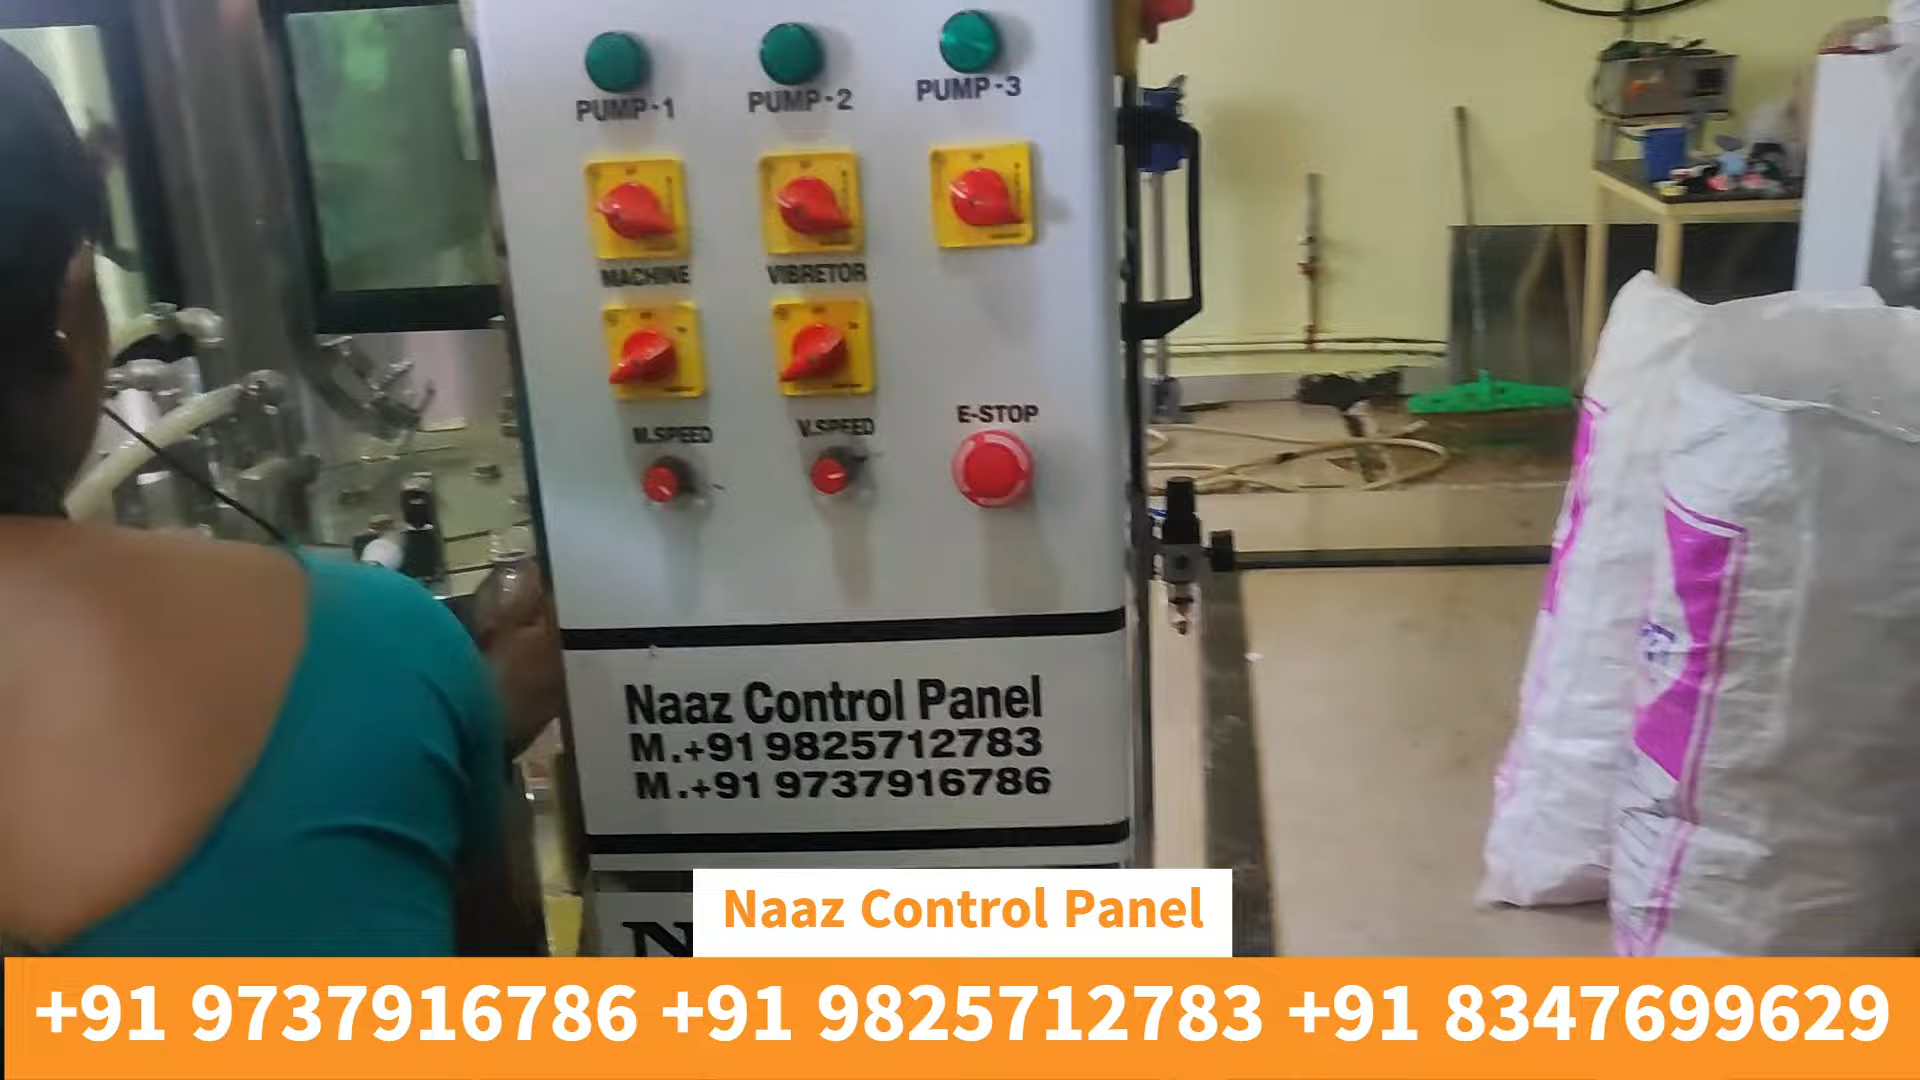 PUMP-1 PUMP-2 PUMP-3
MACHINE VIBRETOR
M.SPEED V.SPEED E-STOP
Naaz Control Panel
M.+91 9825712783
M.+91 9737916786
N
Naaz Control Panel
+91 9737916786 +91 9825712783 +91 8347699629